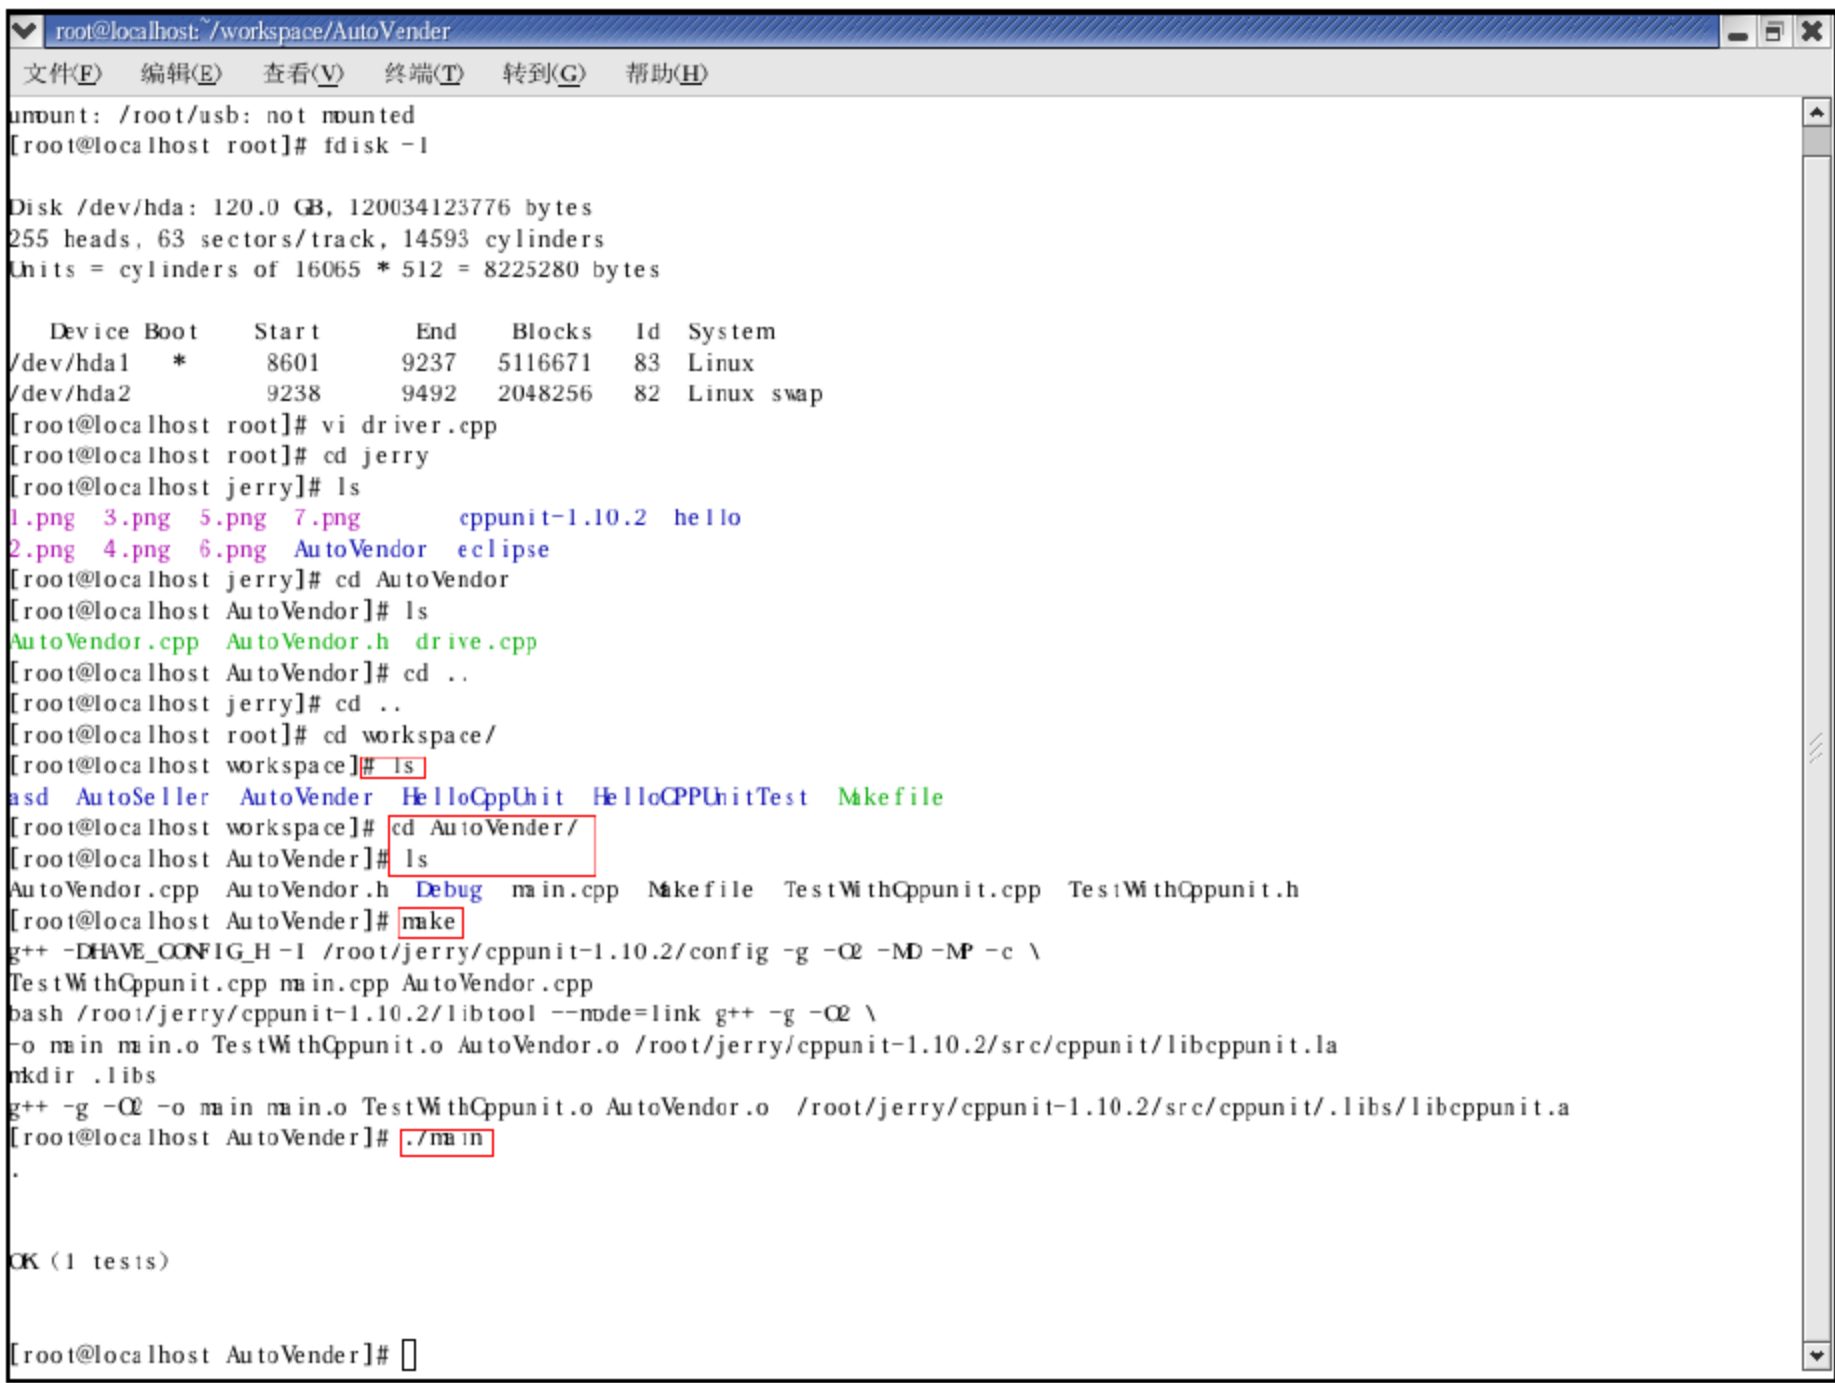 root@localhost:~/workspace/AutoVender
文件(F) 编辑(E) 查看(V) 终端(T) 转到(G) 帮助(H)
umount: /root/usb: not mounted
[root@localhost root]# fdisk -l
Disk /dev/hda: 120.0 GB, 120034123776 bytes
255 heads, 63 sectors/track, 14593 cylinders
Units = cylinders of 16065 * 512 = 8225280 bytes
Device Boot Start End Blocks Id System
/dev/hda1 * 8601 9237 5116671 83 Linux
/dev/hda2 9238 9492 2048256 82 Linux swap
[root@localhost root]# vi driver.cpp
[root@localhost root]# cd jerry
[root@localhost jerry]# ls
1.png 3.png 5.png 7.png cppunit-1.10.2 hello
2.png 4.png 6.png AutoVendor eclipse
[root@localhost jerry]# cd AutoVendor
[root@localhost AutoVendor]# ls
AutoVendor.cpp AutoVendor.h drive.cpp
[root@localhost AutoVendor]# cd ..
[root@localhost jerry]# cd ..
[root@localhost root]# cd workspace/
[root@localhost workspace]# ls
asd AutoSeller AutoVender HelloCppUnit HelloCPPUnitTest Makefile
[root@localhost workspace]# cd AutoVender/
[root@localhost AutoVender]# ls
AutoVendor.cpp AutoVendor.h Debug main.cpp Makefile TestWithCppunit.cpp TestWithCppunit.h
[root@localhost AutoVender]# make
g++ -DHAVE_CONFIG_H -I /root/jerry/cppunit-1.10.2/config -g -O2 -MD -MP -c \
TestWithCppunit.cpp main.cpp AutoVendor.cpp
bash /root/jerry/cppunit-1.10.2/libtool --mode=link g++ -g -O2 \
-o main main.o TestWithCppunit.o AutoVendor.o /root/jerry/cppunit-1.10.2/src/cppunit/libcppunit.la
mkdir .libs
g++ -g -O2 -o main main.o TestWithCppunit.o AutoVendor.o /root/jerry/cppunit-1.10.2/src/cppunit/.libs/libcppunit.a
[root@localhost AutoVender]# ./main
.
OK (1 tests)
[root@localhost AutoVender]#